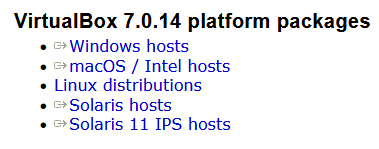 VirtualBox 7.0.14 platform packages
Windows hosts
macOS / Intel hosts
Linux distributions
Solaris hosts
Solaris 11 IPS hosts